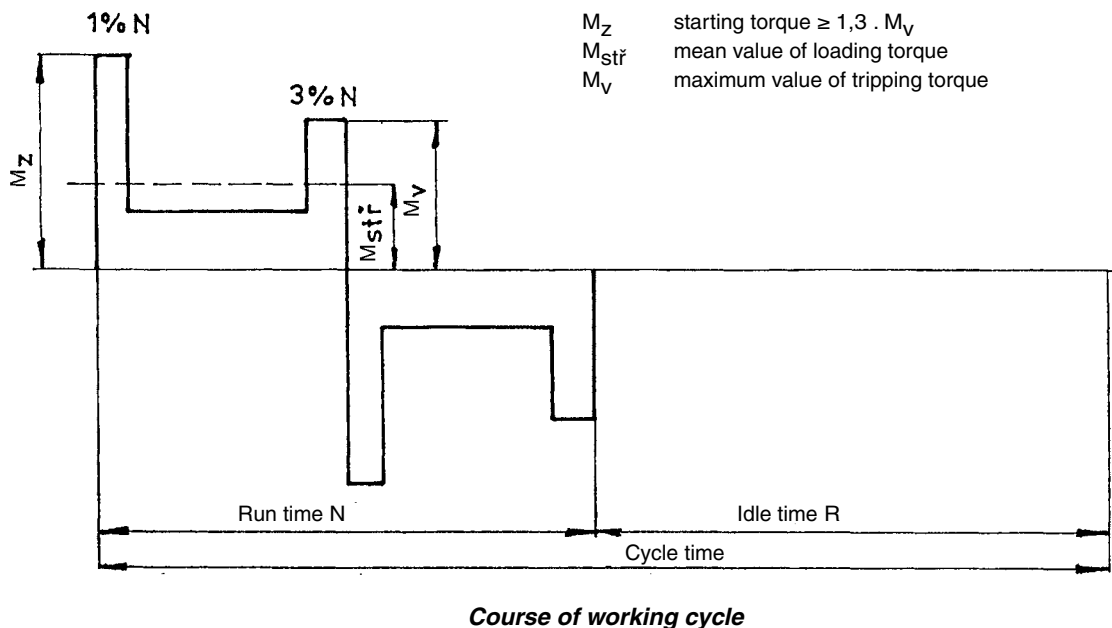 1% N
M_z starting torque ≥ 1,3 . M_v
M_stř mean value of loading torque
M_v maximum value of tripping torque
3% N
M_z
M_stř
M_v
Run time N
Idle time R
Cycle time
Course of working cycle